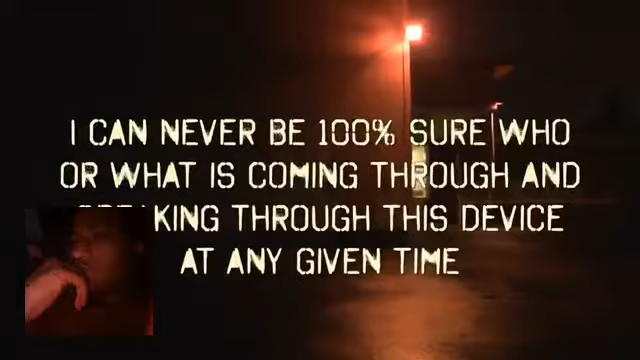 I CAN NEVER BE 100% SURE WHO
OR WHAT IS COMING THROUGH AND
THROUGH THIS DEVICE
AT ANY GIVEN TIME